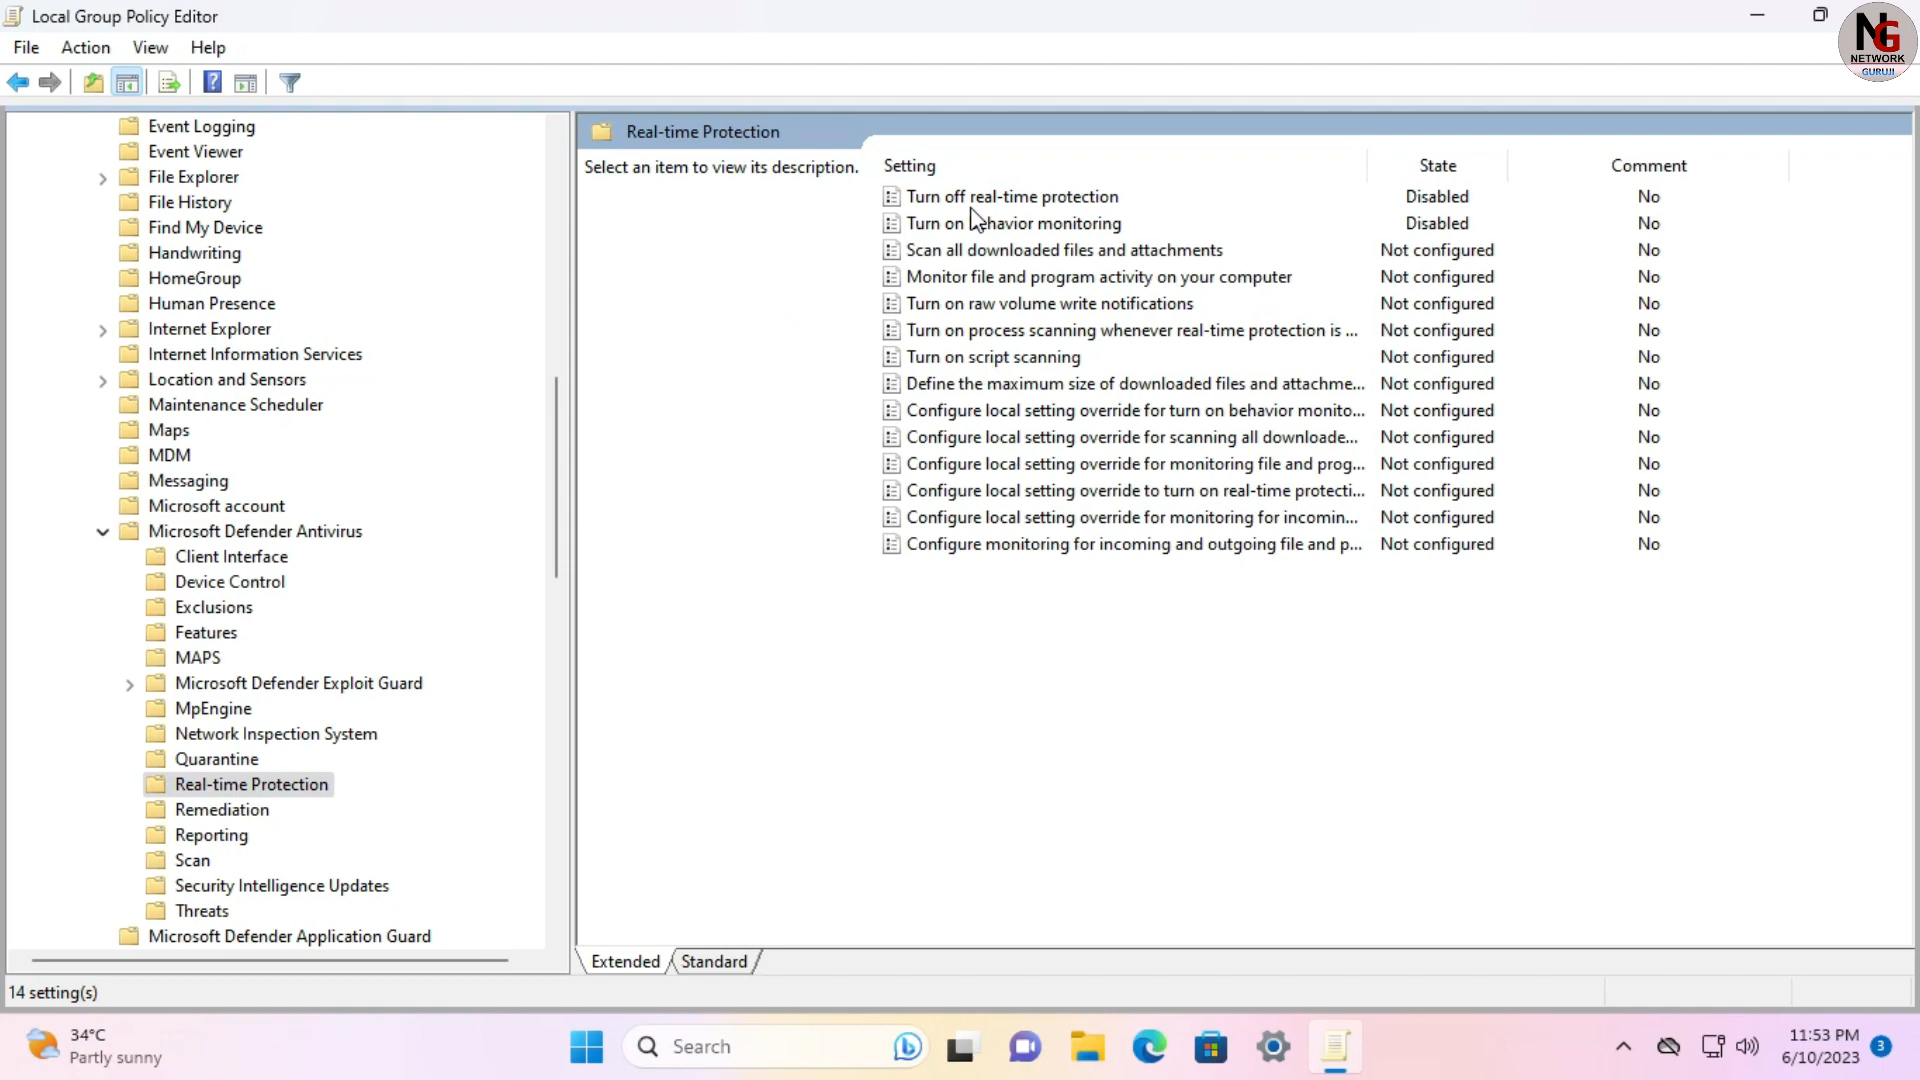 Local Group Policy Editor
NG
NETWORK
GURUJI
File Action View Help
Event Logging
Event Viewer
File Explorer
File History
Find My Device
Handwriting
HomeGroup
Human Presence
Internet Explorer
Internet Information Services
Location and Sensors
Maintenance Scheduler
Maps
MDM
Messaging
Microsoft account
Microsoft Defender Antivirus
Client Interface
Device Control
Exclusions
Features
MAPS
Microsoft Defender Exploit Guard
MpEngine
Network Inspection System
Quarantine
Real-time Protection
Remediation
Reporting
Scan
Security Intelligence Updates
Threats
Microsoft Defender Application Guard
Real-time Protection
Select an item to view its description.
Setting State Comment
Turn off real-time protection Disabled No
Turn on behavior monitoring Disabled No
Scan all downloaded files and attachments Not configured No
Monitor file and program activity on your computer Not configured No
Turn on raw volume write notifications Not configured No
Turn on process scanning whenever real-time protection is ... Not configured No
Turn on script scanning Not configured No
Define the maximum size of downloaded files and attachme... Not configured No
Configure local setting override for turn on behavior monito... Not configured No
Configure local setting override for scanning all downloade... Not configured No
Configure local setting override for monitoring file and prog... Not configured No
Configure local setting override to turn on real-time protecti... Not configured No
Configure local setting override for monitoring for incomin... Not configured No
Configure monitoring for incoming and outgoing file and p... Not configured No
Extended Standard
14 setting(s)
34°C
Partly sunny
Search
11:53 PM
6/10/2023
3